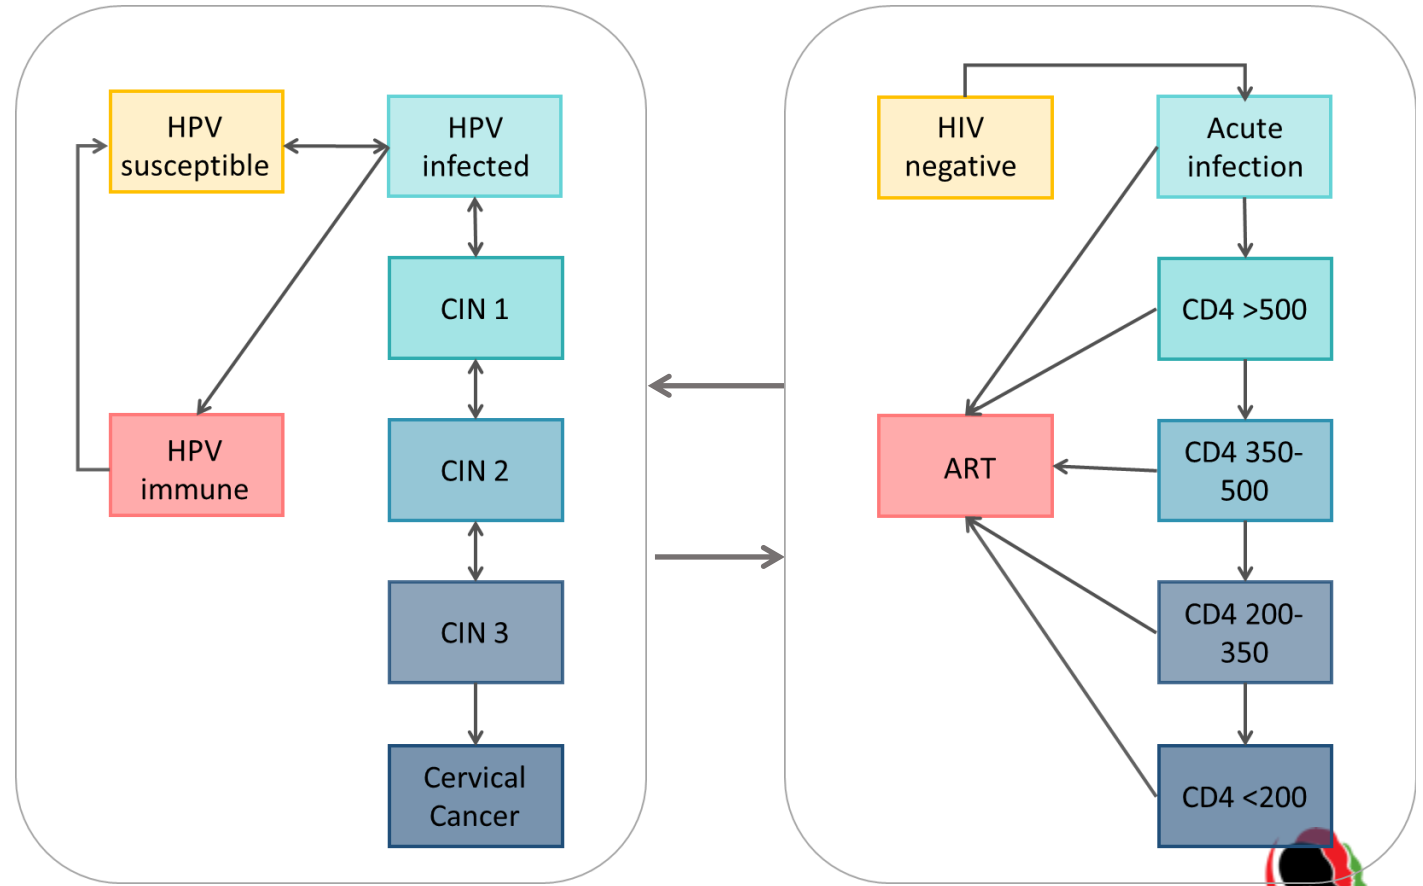 HPV
susceptible
HPV
infected
CIN 1
HPV
immune
CIN 2
CIN 3
Cervical
Cancer
HIV
negative
Acute
infection
CD4 >500
ART
CD4 350-
500
CD4 200-
350
CD4 <200